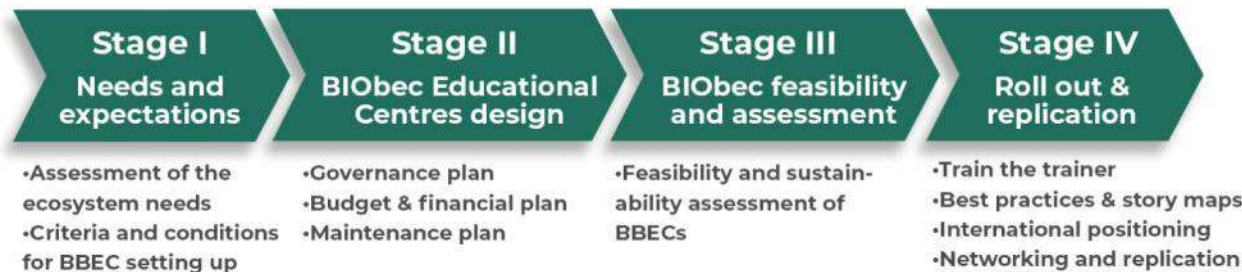 Stage I
Needs and
expectations
•Assessment of the
ecosystem needs
•Criteria and conditions
for BBEC setting up
Stage II
BIObec Educational
Centres design
•Governance plan
•Budget & financial plan
•Maintenance plan
Stage III
BIObec feasibility
and assessment
•Feasibility and sustain-
ability assessment of
BBECs
Stage IV
Roll out &
replication
•Train the trainer
•Best practices & story maps
•International positioning
•Networking and replication